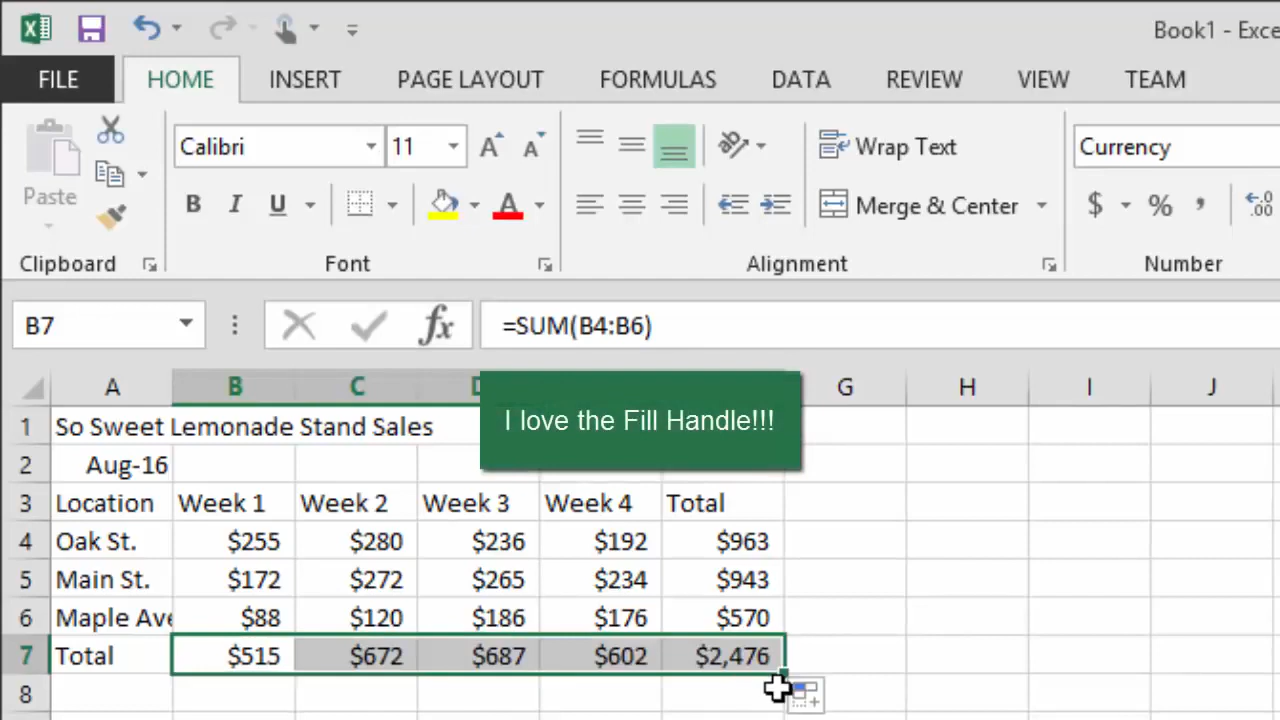 Book1 - Exce
FILE HOME INSERT PAGE LAYOUT FORMULAS DATA REVIEW VIEW TEAM
Calibri 11 Wrap Text Currency
Paste B I U A Merge & Center $ % , .00
Clipboard Font Alignment Number
B7 fx =SUM(B4:B6)
A B C D G H I J
I love the Fill Handle!!!
1 So Sweet Lemonade Stand Sales
2 Aug-16
3 Location Week 1 Week 2 Week 3 Week 4 Total
4 Oak St. $255 $280 $236 $192 $963
5 Main St. $172 $272 $265 $234 $943
6 Maple Ave $88 $120 $186 $176 $570
7 Total $515 $672 $687 $602 $2,476
8